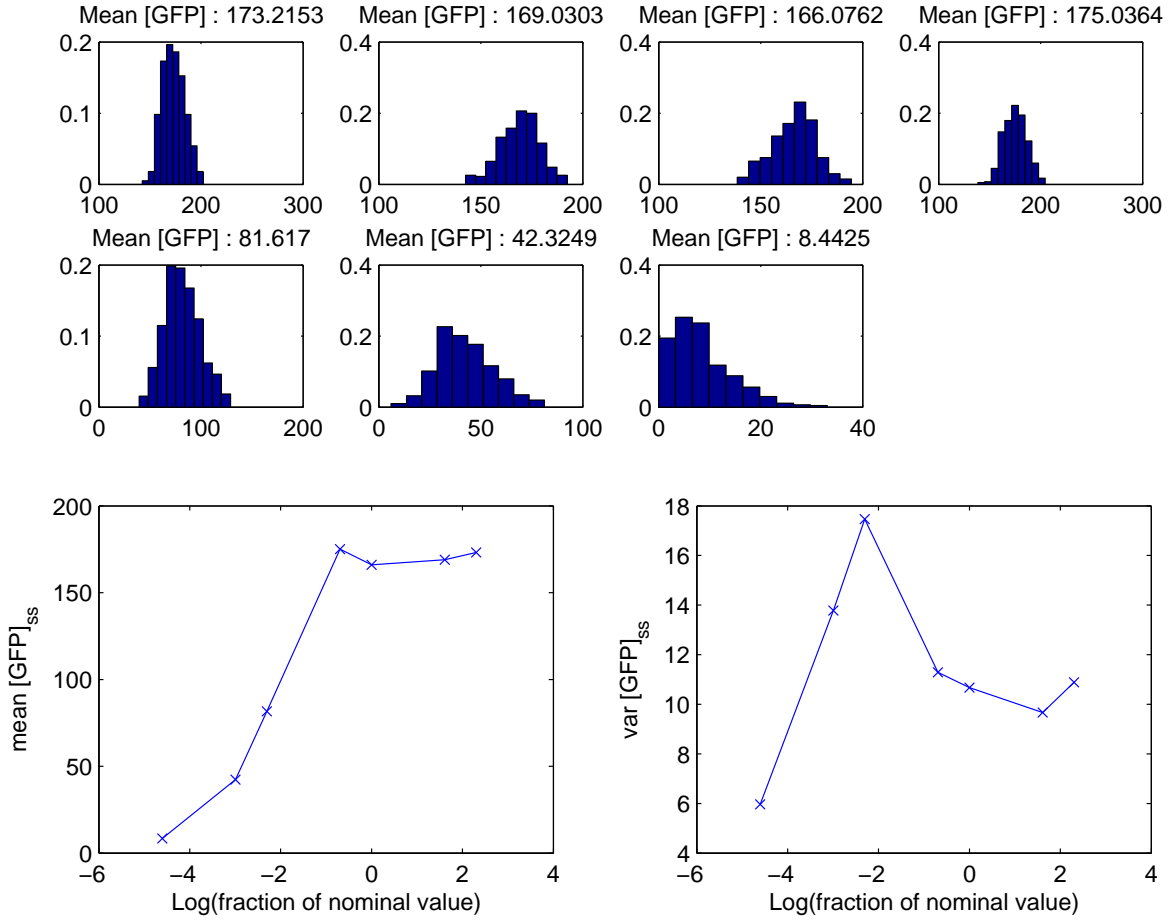 Mean [GFP] : 173.2153 Mean [GFP] : 169.0303 Mean [GFP] : 166.0762 Mean [GFP] : 175.0364
0.2 0.4 0.4 0.4
0.1 0.2 0.2 0.2
0 0 0 0
100 200 300 100 150 200 100 150 200 100 200 300
Mean [GFP] : 81.617 Mean [GFP] : 42.3249 Mean [GFP] : 8.4425
0.2 0.4 0.4
0.1 0.2 0.2
0 0 0
0 100 200 0 50 100 0 20 40
mean [GFP]ss
200
150
100
50
0
−6 −4 −2 0 2 4
Log(fraction of nominal value)
var [GFP]ss
18
16
14
12
10
8
6
4
−6 −4 −2 0 2 4
Log(fraction of nominal value)